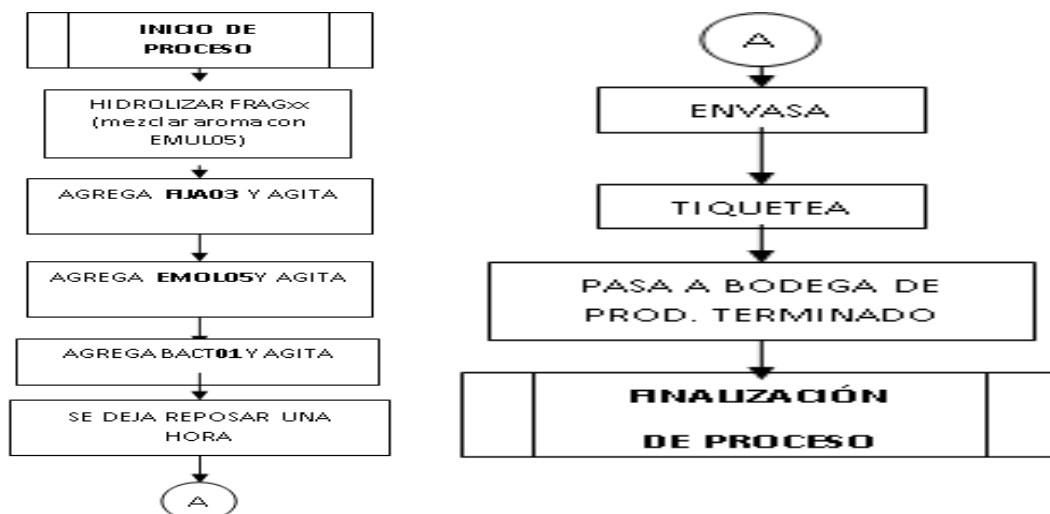 INICIO DE
PROCESO
HIDROLIZAR FRAGxx
(mezclar aroma con
EMUL05)
AGREGA FIJA03 Y AGITA
AGREGA EMOL05Y AGITA
AGREGA BACT01 Y AGITA
SE DEJA REPOSAR UNA
HORA
A
A
ENVASA
TIQUETEA
PASA A BODEGA DE
PROD. TERMINADO
FINALIZACIÓN
DE PROCESO